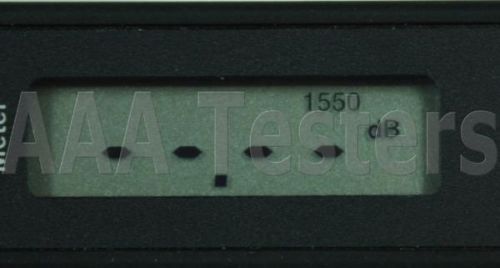 1550
dB
- - . - -
meter
AAA Testers